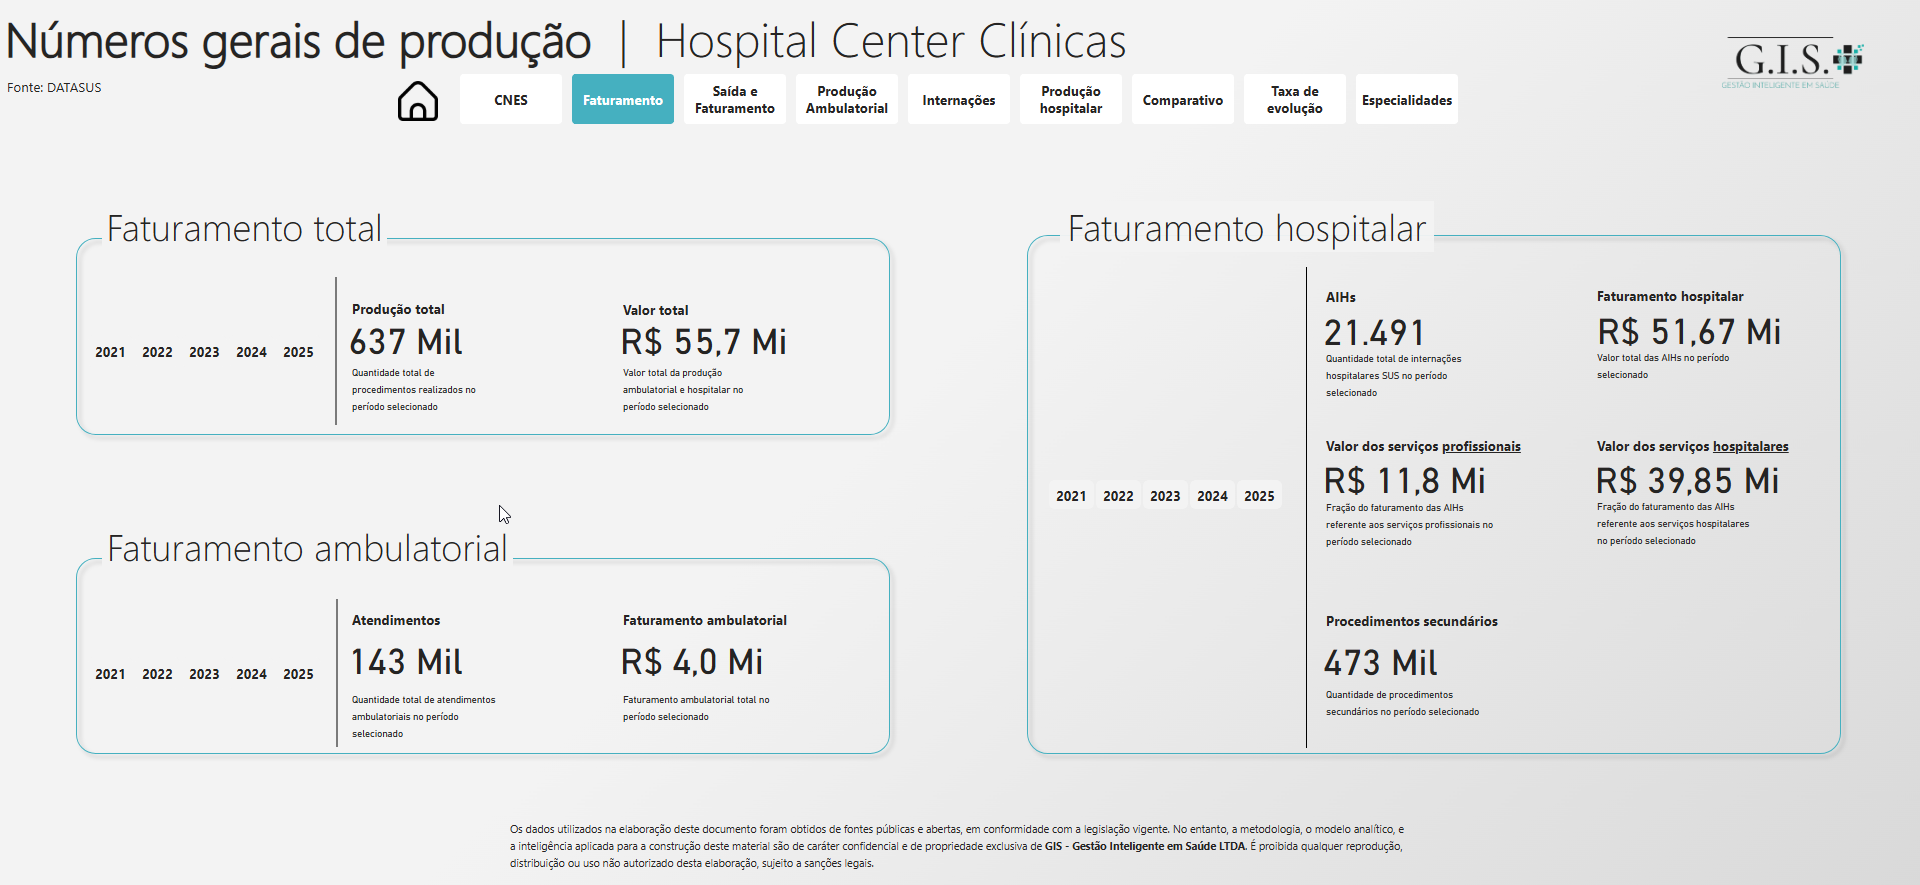 Números gerais de produção | Hospital Center Clínicas
Fonte: DATASUS
G.I.S.
GESTÃO INTELIGENTE EM SAÚDE
CNES
Faturamento
Saída e
Faturamento
Produção
Ambulatorial
Internações
Produção
hospitalar
Comparativo
Taxa de
evolução
Especialidades
Faturamento total
2021 2022 2023 2024 2025
Produção total
637 Mil
Quantidade total de
procedimentos realizados no
período selecionado
Valor total
R$ 55,7 Mi
Valor total da produção
ambulatorial e hospitalar no
período selecionado
Faturamento ambulatorial
2021 2022 2023 2024 2025
Atendimentos
143 Mil
Quantidade total de atendimentos
ambulatoriais no período
selecionado
Faturamento ambulatorial
R$ 4,0 Mi
Faturamento ambulatorial total no
período selecionado
Faturamento hospitalar
2021 2022 2023 2024 2025
AIHs
21.491
Quantidade total de internações
hospitalares SUS no período
selecionado
Faturamento hospitalar
R$ 51,67 Mi
Valor total das AIHs no período
selecionado
Valor dos serviços profissionais
R$ 11,8 Mi
Fração do faturamento das AIHs
referente aos serviços profissionais no
período selecionado
Valor dos serviços hospitalares
R$ 39,85 Mi
Fração do faturamento das AIHs
referente aos serviços hospitalares
no período selecionado
Procedimentos secundários
473 Mil
Quantidade de procedimentos
secundários no período selecionado
Os dados utilizados na elaboração deste documento foram obtidos de fontes públicas e abertas, em conformidade com a legislação vigente. No entanto, a metodologia, o modelo analítico, e
a inteligência aplicada para a construção deste material são de caráter confidencial e de propriedade exclusiva de GIS - Gestão Inteligente em Saúde LTDA. É proibida qualquer reprodução,
distribuição ou uso não autorizado desta elaboração, sujeito a sanções legais.